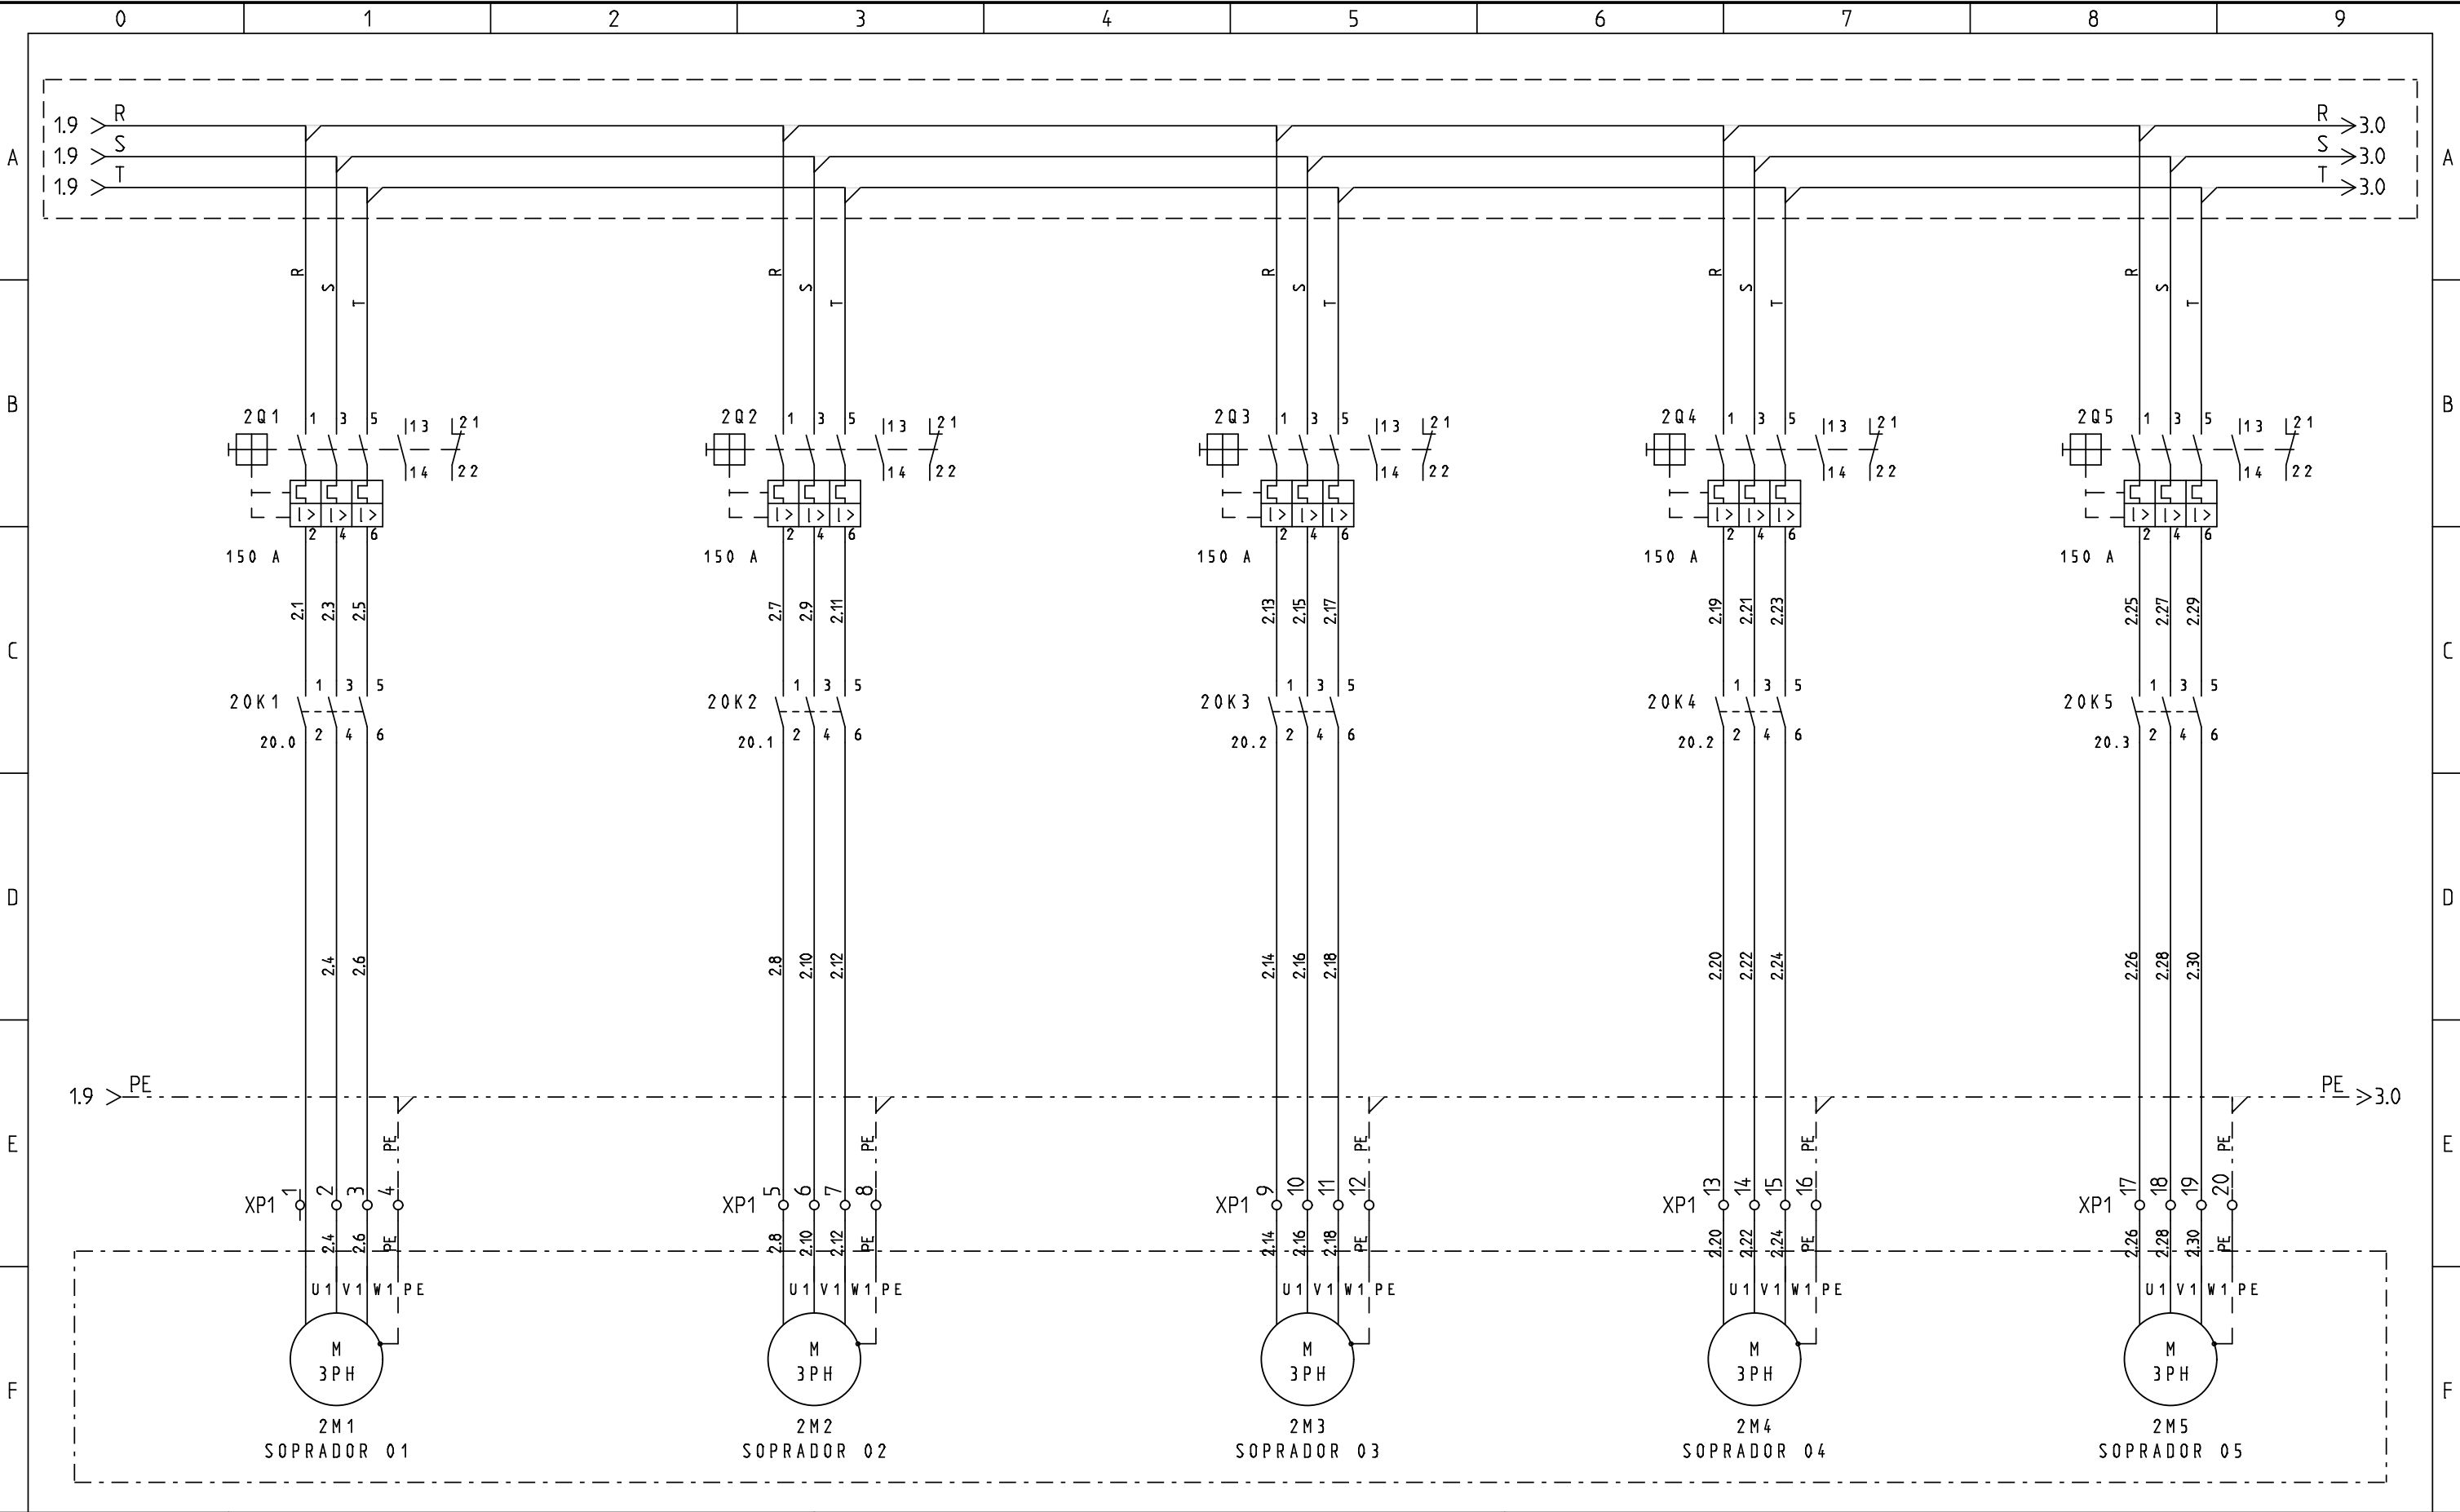 0 1 2 3 4 5 6 7 8 9
1.9 R R 3.0
A 1.9 S S 3.0 A
1.9 T T 3.0
R R R R R
S S S S S
T T T T T
B B
2Q1 1 3 5 13 21 2Q2 1 3 5 13 21 2Q3 1 3 5 13 21 2Q4 1 3 5 13 21 2Q5 1 3 5 13 21
14 22 14 22 14 22 14 22 14 22
I> I> I> I> I> I> I> I> I> I> I> I> I> I> I>
2 4 6 2 4 6 2 4 6 2 4 6 2 4 6
150 A 150 A 150 A 150 A 150 A
2.1 2.3 2.5 2.7 2.9 2.11 2.13 2.15 2.17 2.19 2.21 2.23 2.25 2.27 2.29
C C
1 3 5 1 3 5 1 3 5 1 3 5 1 3 5
20K1 20K2 20K3 20K4 20K5
20.0 2 4 6 20.1 2 4 6 20.2 2 4 6 20.2 2 4 6 20.3 2 4 6
D D
2.4 2.6 2.8 2.10 2.12 2.14 2.16 2.18 2.20 2.22 2.24 2.26 2.28 2.30
1.9 PE PE 3.0
E PE PE PE PE PE E
XP1 1 2 3 4 XP1 5 6 7 8 XP1 9 10 11 12 XP1 13 14 15 16 XP1 17 18 19 20
2.4 2.6 PE 2.8 2.10 2.12 PE 2.14 2.16 2.18 PE 2.20 2.22 2.24 PE 2.26 2.28 2.30 PE
U1 V1 W1 PE U1 V1 W1 PE U1 V1 W1 PE U1 V1 W1 PE U1 V1 W1 PE
M M M M M
3PH 3PH 3PH 3PH 3PH
F F
2M1 2M2 2M3 2M4 2M5
SOPRADOR 01 SOPRADOR 02 SOPRADOR 03 SOPRADOR 04 SOPRADOR 05